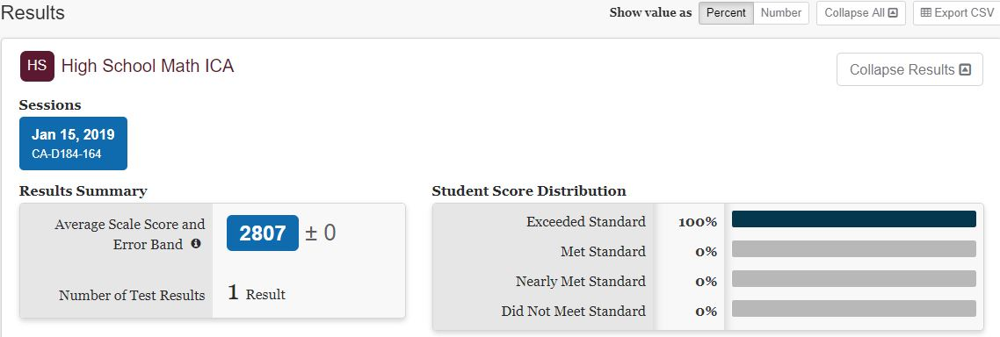 Results
Show value as Percent Number Collapse All Export CSV
HS High School Math ICA
Collapse Results
Sessions
Jan 15, 2019
CA-D184-164
Results Summary
Average Scale Score and
Error Band
2807 ± 0
Number of Test Results 1 Result
Student Score Distribution
Exceeded Standard 100%
Met Standard 0%
Nearly Met Standard 0%
Did Not Meet Standard 0%